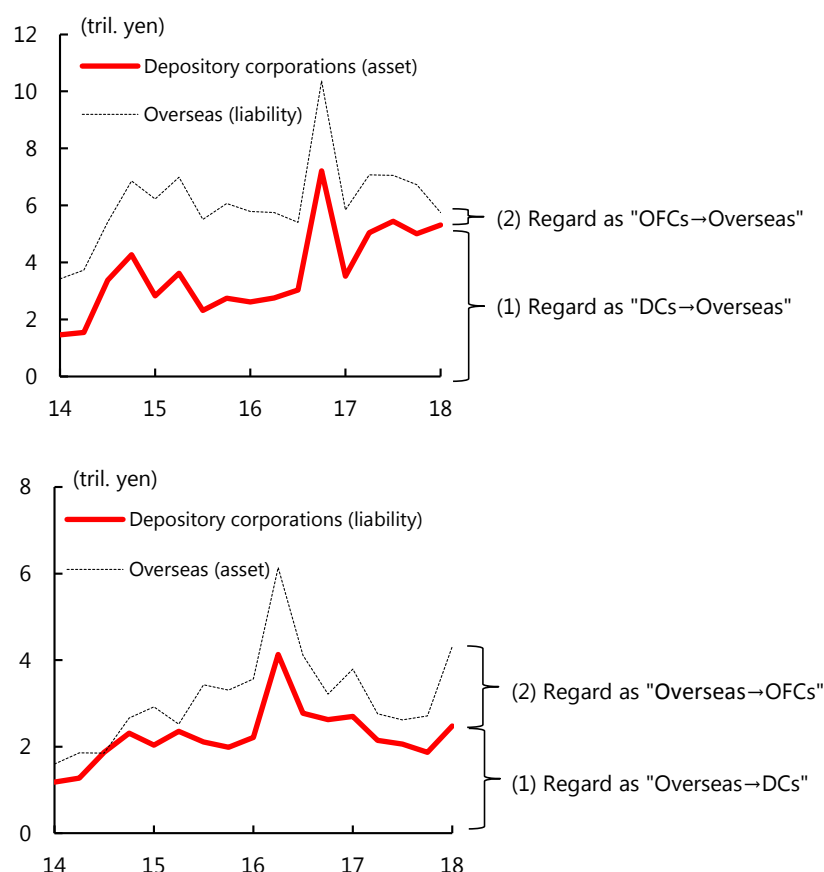 (tril. yen)
12
Depository corporations (asset)
10
Overseas (liability)
8
6
(2) Regard as "OFCs→Overseas"
4
(1) Regard as "DCs→Overseas"
2
0
14 15 16 17 18
(tril. yen)
8
Depository corporations (liability)
Overseas (asset)
6
4
(2) Regard as "Overseas→OFCs"
2
(1) Regard as "Overseas→DCs"
0
14 15 16 17 18